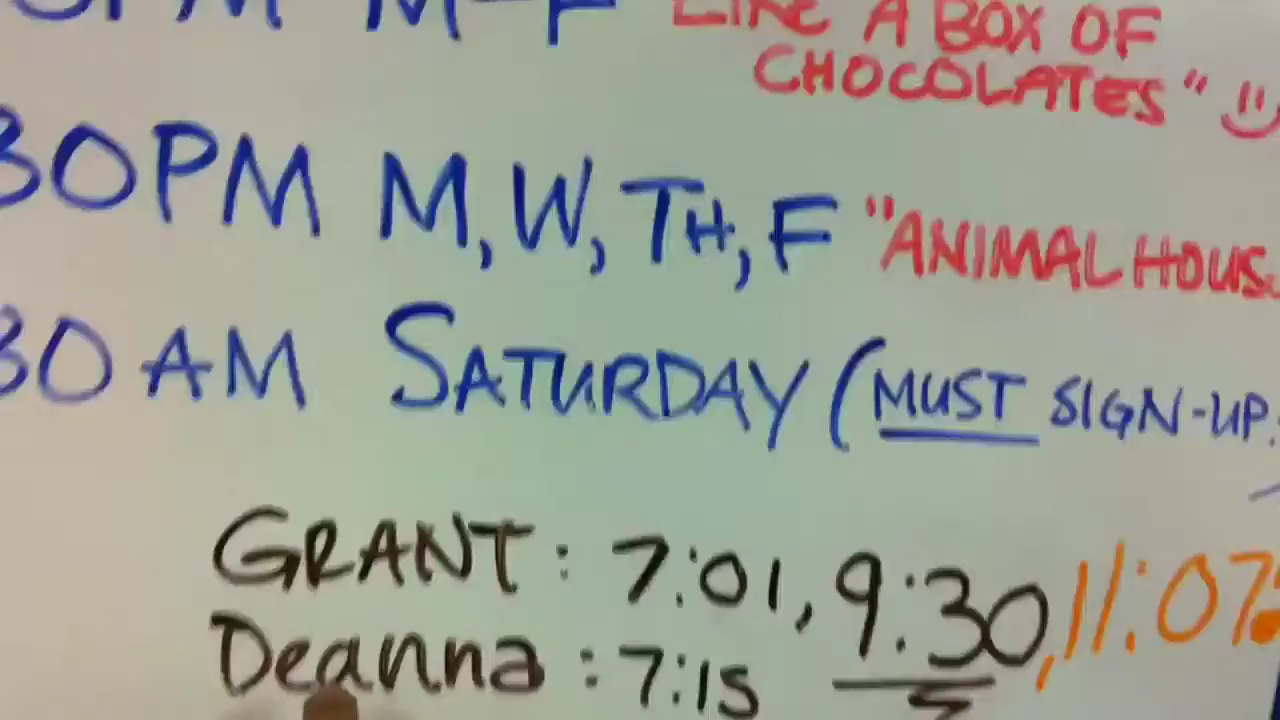 PM M-F "LIKE A BOX OF
CHOCOLATES"
30PM M, W, TH, F "ANIMAL HOUS
30 AM SATURDAY (MUST SIGN-UP
GRANT: 7:01, 9:30, 11:07
Deanna: 7:15